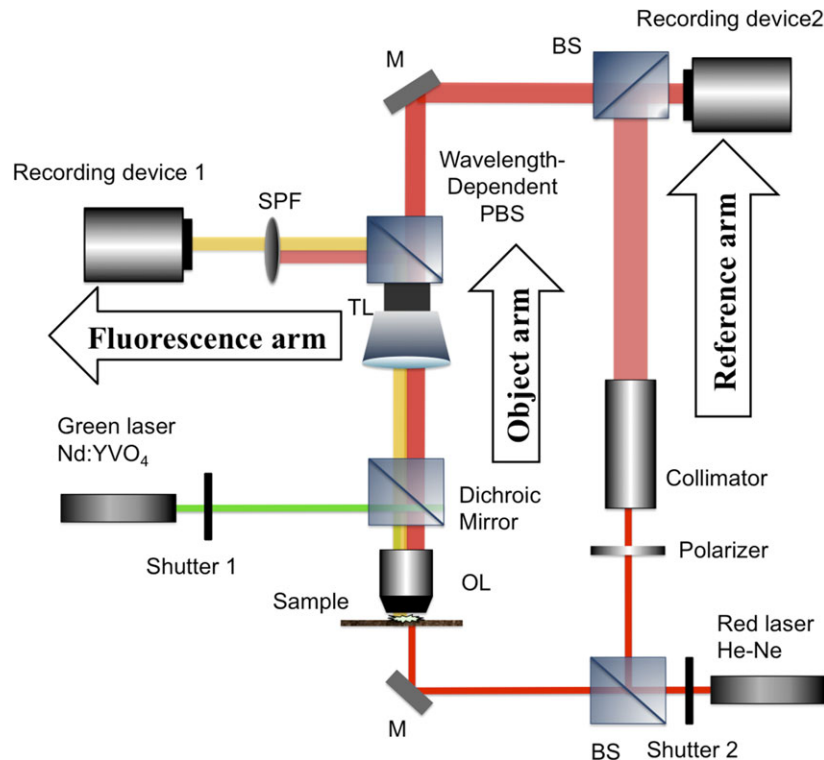 Recording device2
BS
M
Wavelength-
Dependent
PBS
Recording device 1
SPF
TL
Fluorescence arm
Object arm
Reference arm
Green laser
Nd:YVO₄
Collimator
Dichroic
Mirror
Shutter 1
Polarizer
OL
Sample
Red laser
He-Ne
M
BS
Shutter 2